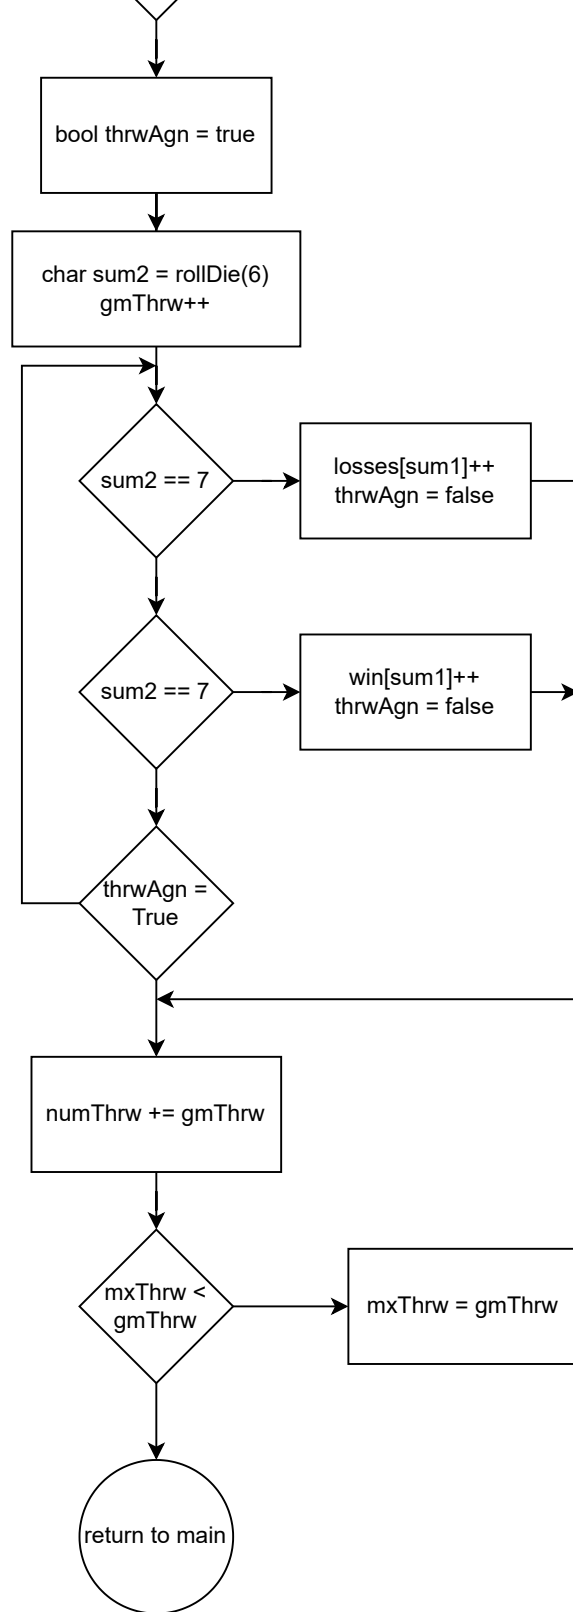 bool thrwAgn = true
char sum2 = rollDie(6)
gmThrw++
sum2 == 7
losses[sum1]++
thrwAgn = false
sum2 == 7
win[sum1]++
thrwAgn = false
thrwAgn =
True
numThrw += gmThrw
mxThrw <
gmThrw
mxThrw = gmThrw
return to main